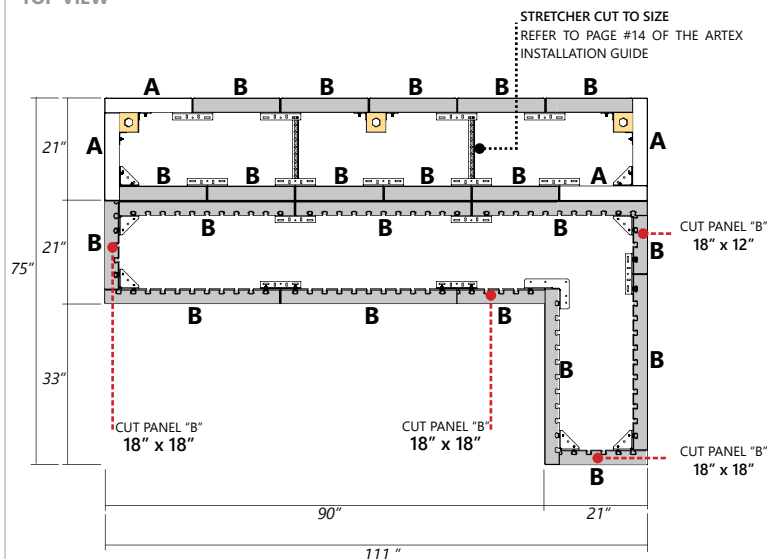 TOP VIEW
STRETCHER CUT TO SIZE
REFER TO PAGE #14 OF THE ARTEX
INSTALLATION GUIDE
A B B B B B
21"
A
A
B B B B B A
B
B B B
CUT PANEL "B"
18" x 12"
75"
21"
B
B B B
33"
B
B
CUT PANEL "B"
18" x 18"
CUT PANEL "B"
18" x 18"
CUT PANEL "B"
18" x 18"
B
90"
21"
111 "